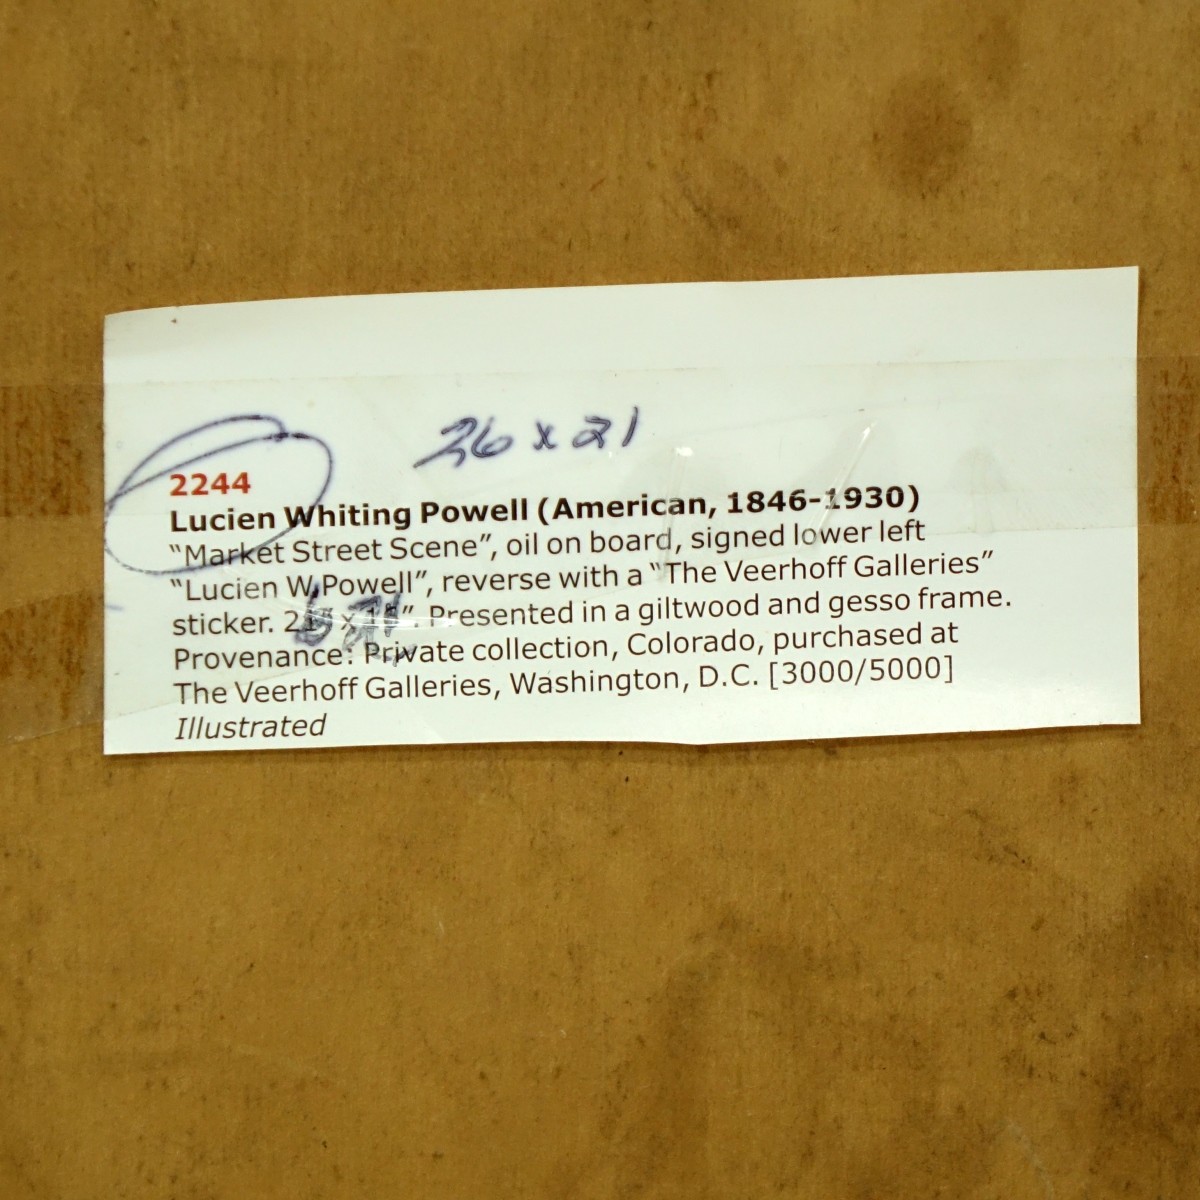 26 x 21
2244
Lucien Whiting Powell (American, 1846-1930)
“Market Street Scene”, oil on board, signed lower left
“Lucien W.Powell”, reverse with a “The Veerhoff Galleries”
sticker. x Presented in a giltwood and gesso frame.
Provenance: Private collection, Colorado, purchased at
The Veerhoff Galleries, Washington, D.C. [3000/5000]
Illustrated